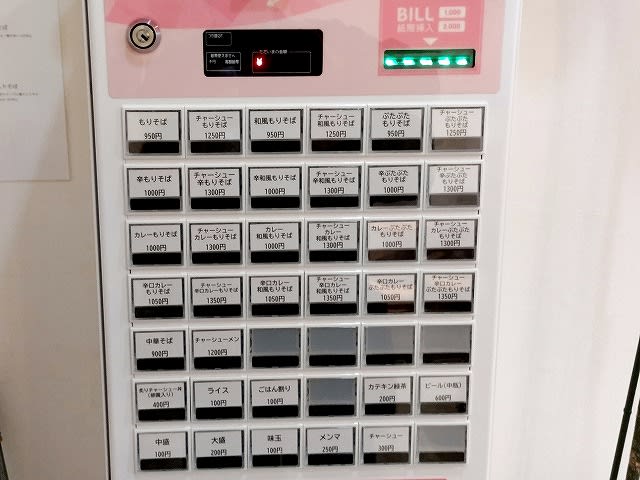 BILL
紙幣挿入
1,000
2,000
ただいまの金額
もりそば
950円
チャーシュー
もりそば
1250円
和風もりそば
950円
チャーシュー
和風もりそば
1250円
ぶたぶた
もりそば
950円
チャーシュー
ぶたぶた
もりそば
1250円
辛もりそば
1000円
チャーシュー
辛もりそば
1300円
辛和風もりそば
1000円
チャーシュー
辛和風もりそば
1300円
辛ぶたぶた
もりそば
1000円
チャーシュー
辛ぶたぶた
もりそば
1300円
カレーもりそば
1000円
チャーシュー
カレーもりそば
1300円
カレー
和風もりそば
1000円
チャーシュー
カレー
和風もりそば
1300円
カレーぶたぶた
もりそば
1000円
チャーシュー
カレーぶたぶた
もりそば
1300円
辛口カレー
もりそば
1050円
チャーシュー
辛口カレーもりそば
1350円
辛口カレー
和風もりそば
1050円
チャーシュー
辛口カレー
和風もりそば
1350円
辛口カレー
ぶたぶたもりそば
1050円
チャーシュー
辛口カレー
ぶたぶたもりそば
1350円
中華そば
900円
チャーシューメン
1200円
400円
ライス
100円
ごはん割り
100円
カテキン緑茶
200円
ビール(中瓶)
600円
中盛
100円
大盛
200円
味玉
100円
メンマ
250円
チャーシュー
300円